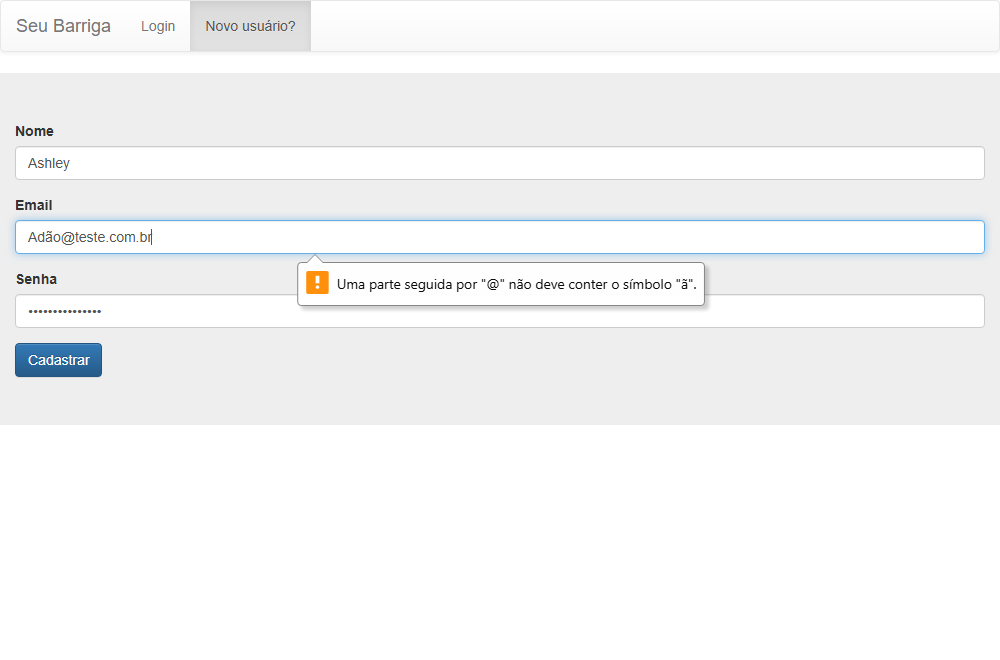 Seu Barriga Login Novo usuário?
Nome
Ashley
Email
Adão@teste.com.br
Uma parte seguida por "@" não deve conter o símbolo "ã".
Senha
•••••••••••••••
Cadastrar